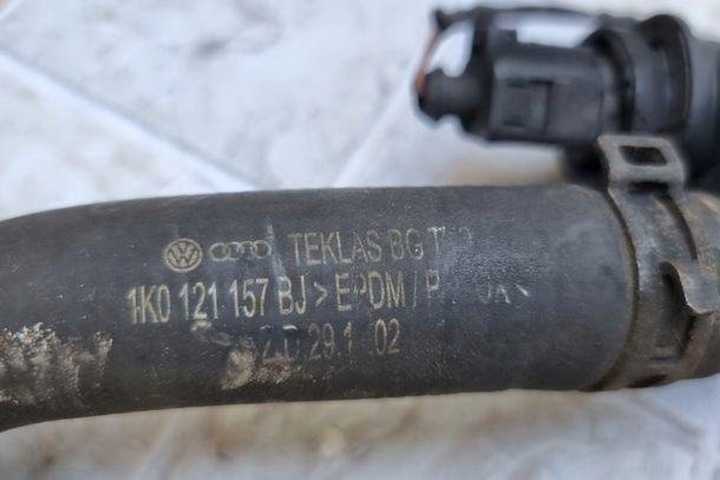 TEKLAS BG
1K0 121 157 BJ > EPDM / P
29.1 02